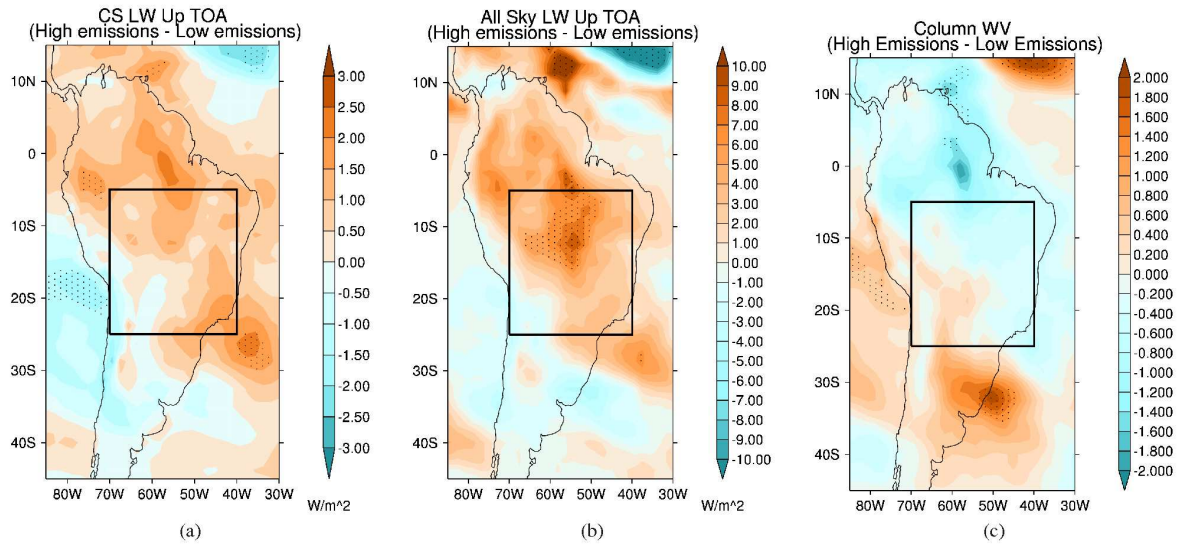 CS LW Up TOA
(High emissions - Low emissions)
10N
0
10S
20S
30S
40S
80W 70W 60W 50W 40W 30W
3.00
2.50
2.00
1.50
1.00
0.50
0.00
-0.50
-1.00
-1.50
-2.00
-2.50
-3.00
W/m^2
(a)
All Sky LW Up TOA
(High emissions - Low emissions)
10N
0
10S
20S
30S
40S
80W 70W 60W 50W 40W 30W
10.00
9.00
8.00
7.00
6.00
5.00
4.00
3.00
2.00
1.00
0.00
-1.00
-2.00
-3.00
-4.00
-5.00
-6.00
-7.00
-8.00
-9.00
-10.00
W/m^2
(b)
Column WV
(High Emissions - Low Emissions)
10N
0
10S
20S
30S
40S
80W 70W 60W 50W 40W 30W
2.000
1.800
1.600
1.400
1.200
1.000
0.800
0.600
0.400
0.200
0.000
-0.200
-0.400
-0.600
-0.800
-1.000
-1.200
-1.400
-1.600
-1.800
-2.000
(c)